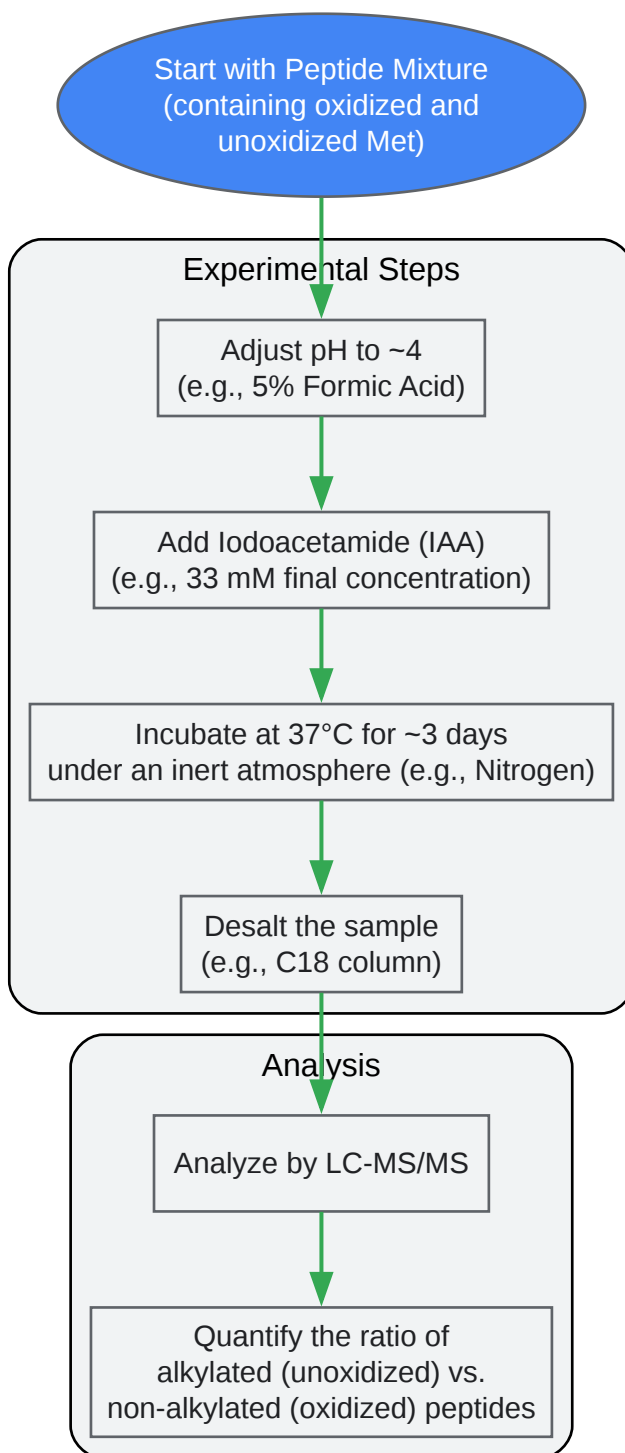 Start with Peptide Mixture
(containing oxidized and
unoxidized Met)
Experimental Steps
Adjust pH to ~4
(e.g., 5% Formic Acid)
Add Iodoacetamide (IAA)
(e.g., 33 mM final concentration)
Incubate at 37°C for ~3 days
under an inert atmosphere (e.g., Nitrogen)
Desalt the sample
(e.g., C18 column)
Analysis
Analyze by LC-MS/MS
Quantify the ratio of
alkylated (unoxidized) vs.
non-alkylated (oxidized) peptides